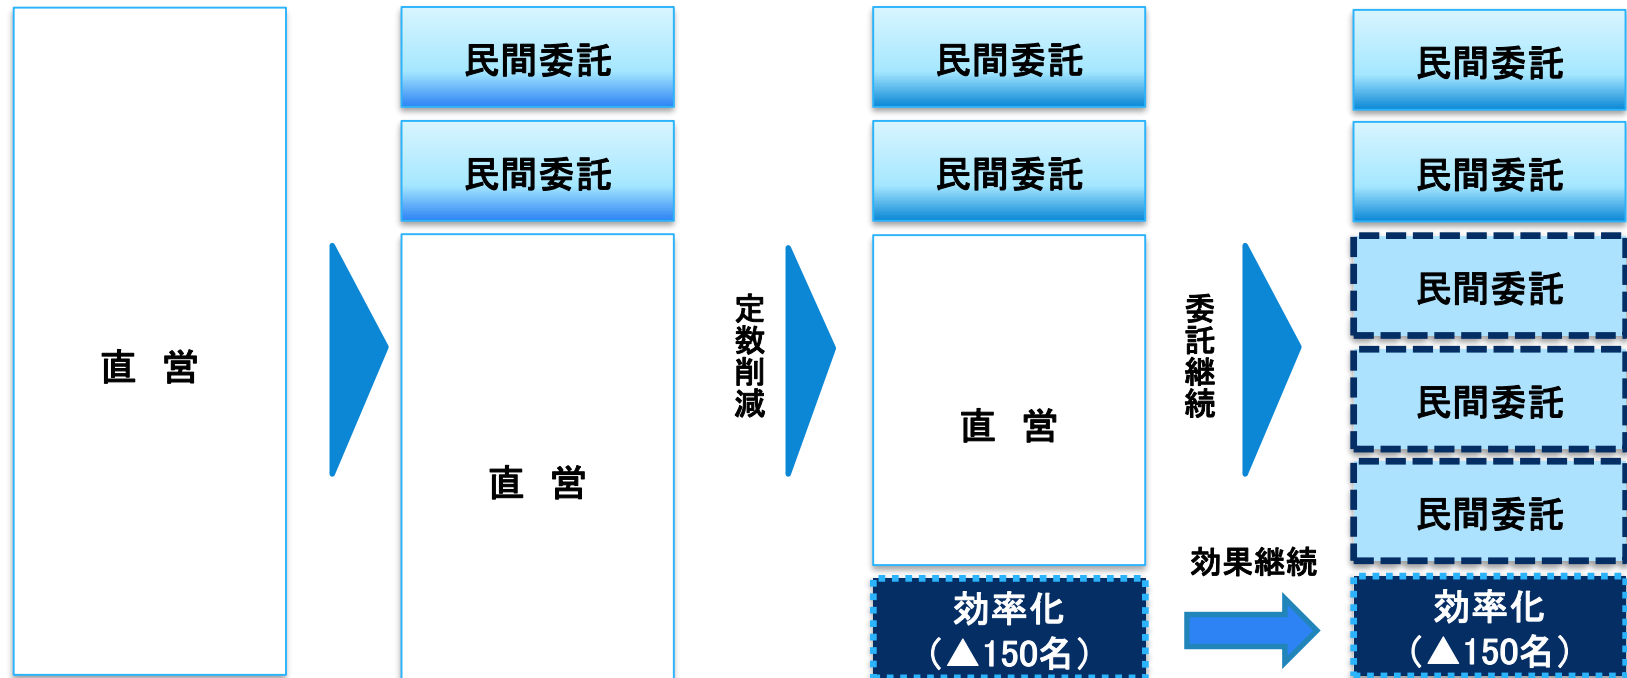 直　営
民間委託
民間委託
直　営
定数削減
民間委託
民間委託
直　営
効率化
（▲150名）
委託継続
効果継続
民間委託
民間委託
民間委託
民間委託
民間委託
効率化
（▲150名）